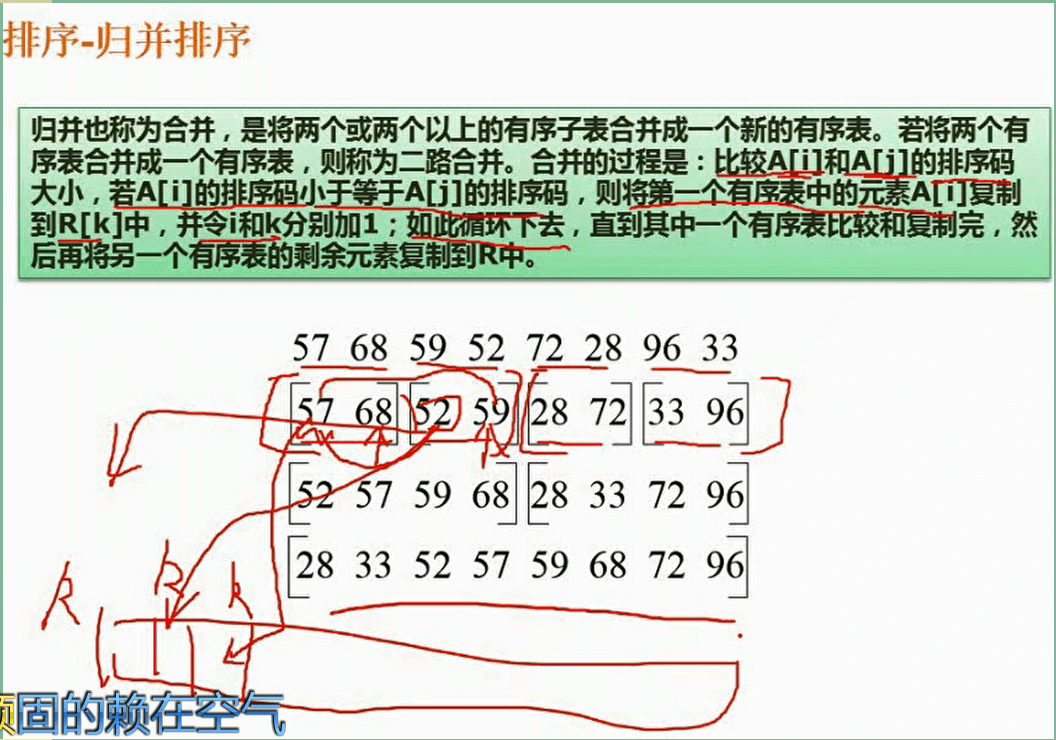 排序-归并排序
归并也称为合并，是将两个或两个以上的有序子表合并成一个新的有序表。若将两个有
序表合并成一个有序表，则称为二路合并。合并的过程是：比较A[i]和A[j]的排序码
大小，若A[i]的排序码小于等于A[j]的排序码，则将第一个有序表中的元素A[i]复制
到R[k]中，并令i和k分别加1；如此循环下去，直到其中一个有序表比较和复制完，然
后再将另一个有序表的剩余元素复制到R中。
57 68 59 52 72 28 96 33
[57 68] [52 59] [28 72] [33 96]
[52 57 59 68] [28 33 72 96]
[28 33 52 57 59 68 72 96]
R k
R
顽固的赖在空气